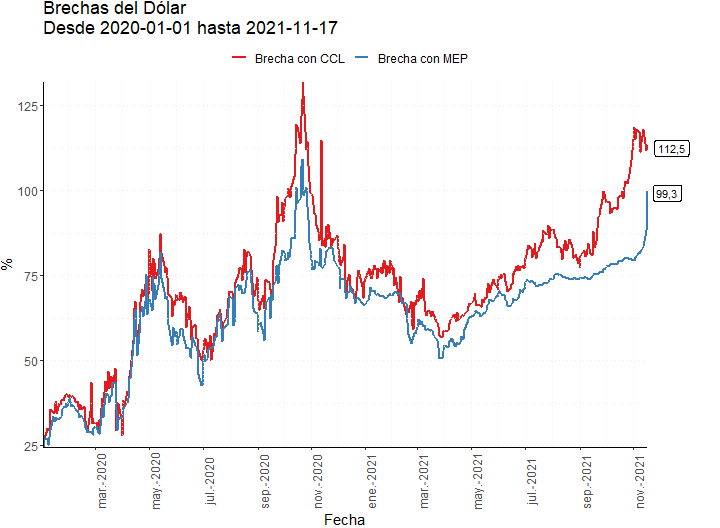 Brechas del Dólar
Desde 2020-01-01 hasta 2021-11-17
Brecha con CCL
Brecha con MEP
%
125
100
75
50
25
112,5
99,3
mar.-2020
may.-2020
jul.-2020
sep.-2020
nov.-2020
ene.-2021
mar.-2021
may.-2021
jul.-2021
sep.-2021
nov.-2021
Fecha